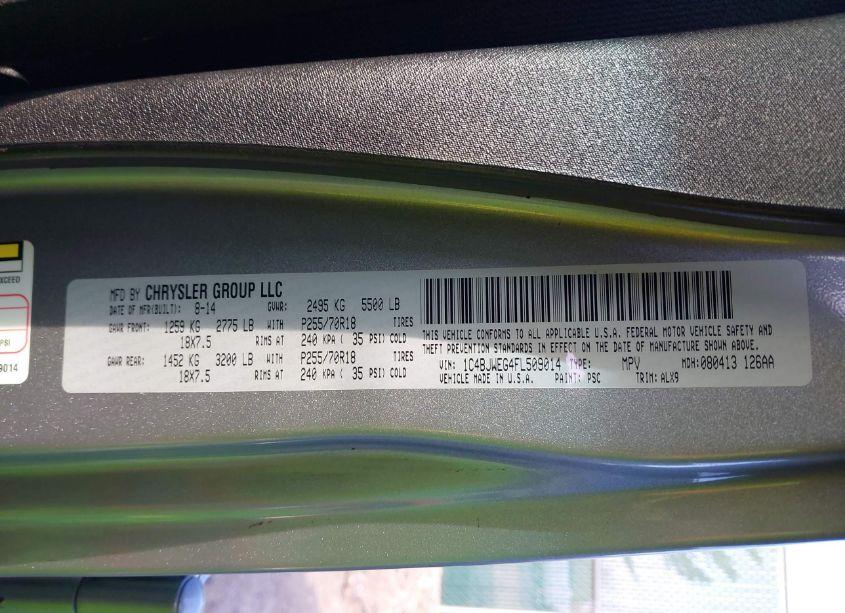 EXCEED
PSI
9014
MFD BY CHRYSLER GROUP LLC
DATE OF MFR(BUILT): 8-14 GVWR: 2495 KG 5500 LB
GAWR FRONT: 1259 KG 2775 LB WITH P255/70R18 TIRES
18X7.5 RIMS AT 240 KPA ( 35 PSI) COLD
GAWR REAR: 1452 KG 3200 LB WITH P255/70R18 TIRES
18X7.5 RIMS AT 240 KPA ( 35 PSI) COLD
THIS VEHICLE CONFORMS TO ALL APPLICABLE U.S.A. FEDERAL MOTOR VEHICLE SAFETY AND
THEFT PREVENTION STANDARDS IN EFFECT ON THE DATE OF MANUFACTURE SHOWN ABOVE.
VIN: 1C4BJWEG4FL509014 TYPE: MPV MDH: 080413 126AA
VEHICLE MADE IN U.S.A. PAINT: PSC TRIM: ALX9